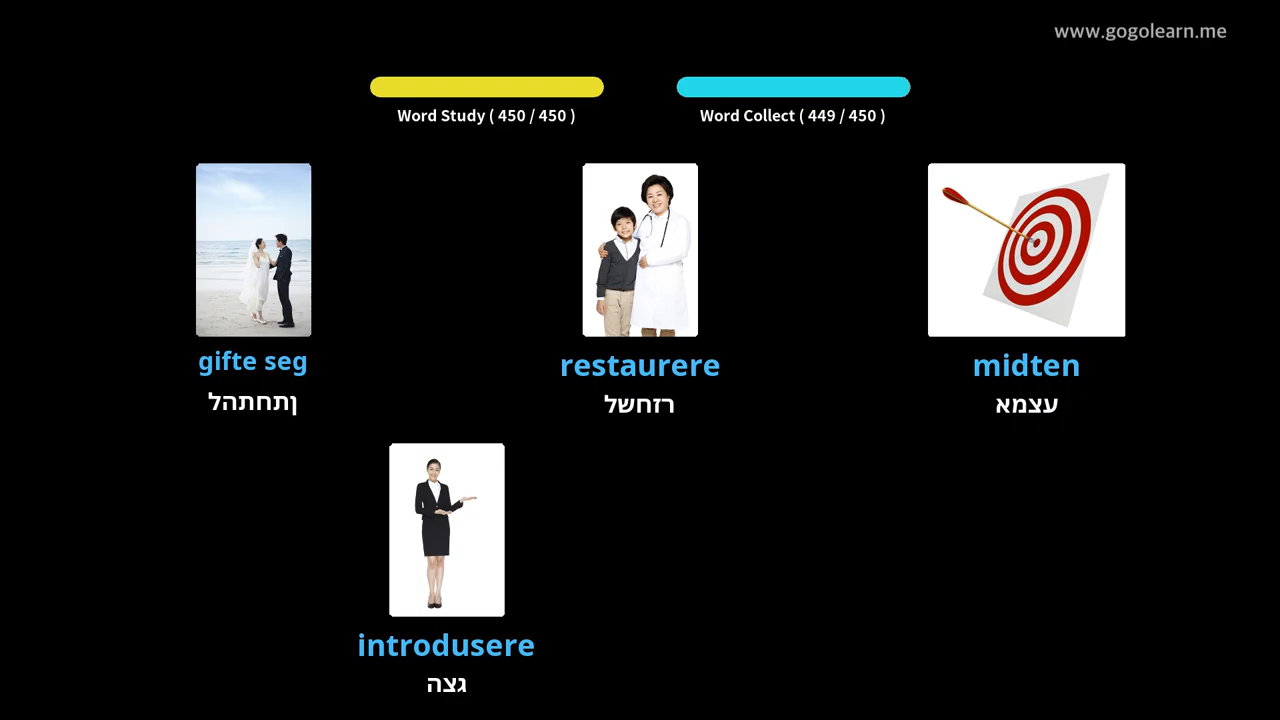 www.gogolearn.me
Word Study ( 450 / 450 )
Word Collect ( 449 / 450 )
gifte seg
ןתחתהל
restaurere
רזחשל
midten
עצמא
introdusere
גצה